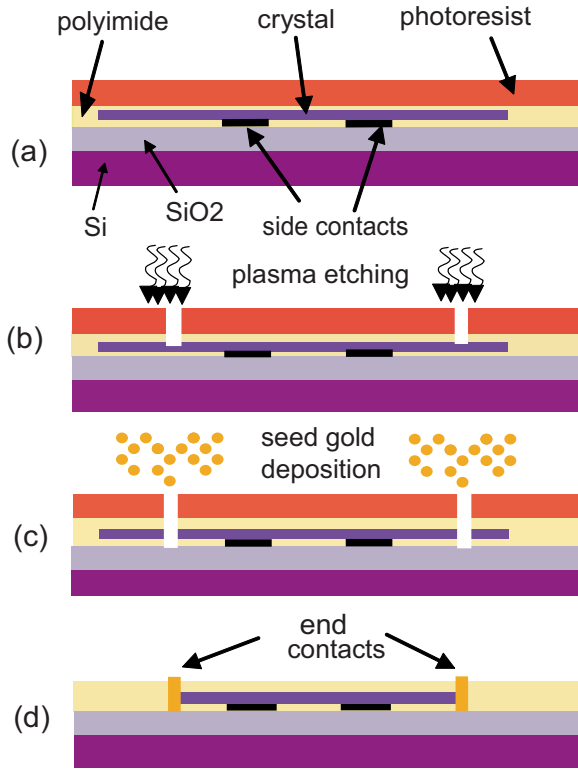 polyimide
crystal
photoresist
(a)
Si
SiO2
side contacts
plasma etching
(b)
seed gold
deposition
(c)
end
contacts
(d)